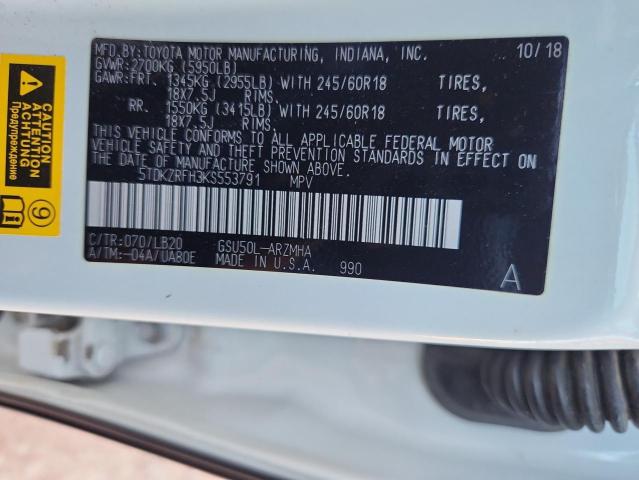 MFD.BY:TOYOTA MOTOR MANUFACTURING, INDIANA, INC. 10/18
GVWR:2700KG (5950LB)
GAWR:FRT. 1345KG (2955LB) WITH 245/60R18 TIRES,
18X7.5J RIMS.
RR. 1550KG (3415LB) WITH 245/60R18 TIRES,
18X7.5J RIMS.
THIS VEHICLE CONFORMS TO ALL APPLICABLE FEDERAL MOTOR
VEHICLE SAFETY AND THEFT PREVENTION STANDARDS IN EFFECT ON
THE DATE OF MANUFACTURE SHOWN ABOVE.
5TDKZRFH3KS553791 MPV
C/TR:070/LB20 GSU50L-ARZMHA
A/TM:-04A/UA80E MADE IN U.S.A. 990
A
CAUTION
ATTENTION
ACHTUNG
Предупреждение
9